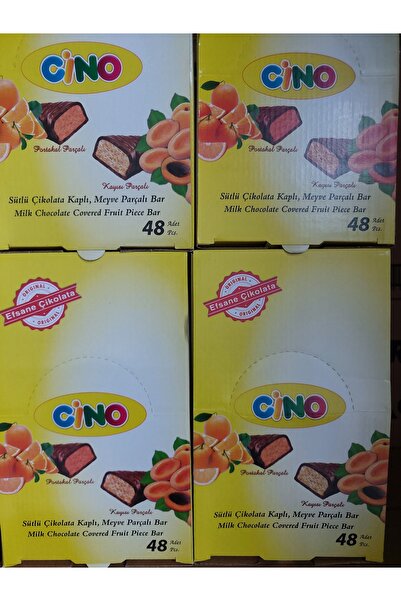 CiNO
Portakal Parçalı
Kayısı Parçalı
Sütlü Çikolata Kaplı, Meyve Parçalı Bar
Milk Chocolate Covered Fruit Piece Bar
48 Adet
Pcs.
CiNO
Portakal Parçalı
Kayısı Parçalı
Sütlü Çikolata Kaplı, Meyve Parçalı Bar
Milk Chocolate Covered Fruit Piece Bar
48 Adet
Pcs.
ORIGINAL
Efsane Çikolata
ORIGINAL
CiNO
Portakal Parçalı
Kayısı Parçalı
Sütlü Çikolata Kaplı, Meyve Parçalı Bar
Milk Chocolate Covered Fruit Piece Bar
48 Adet
Pcs.
ORIGINAL
Efsane Çikolata
ORIGINAL
CiNO
Portakal Parçalı
Kayısı Parçalı
Sütlü Çikolata Kaplı, Meyve Parçalı Bar
Milk Chocolate Covered Fruit Piece Bar
48 Adet
Pcs.